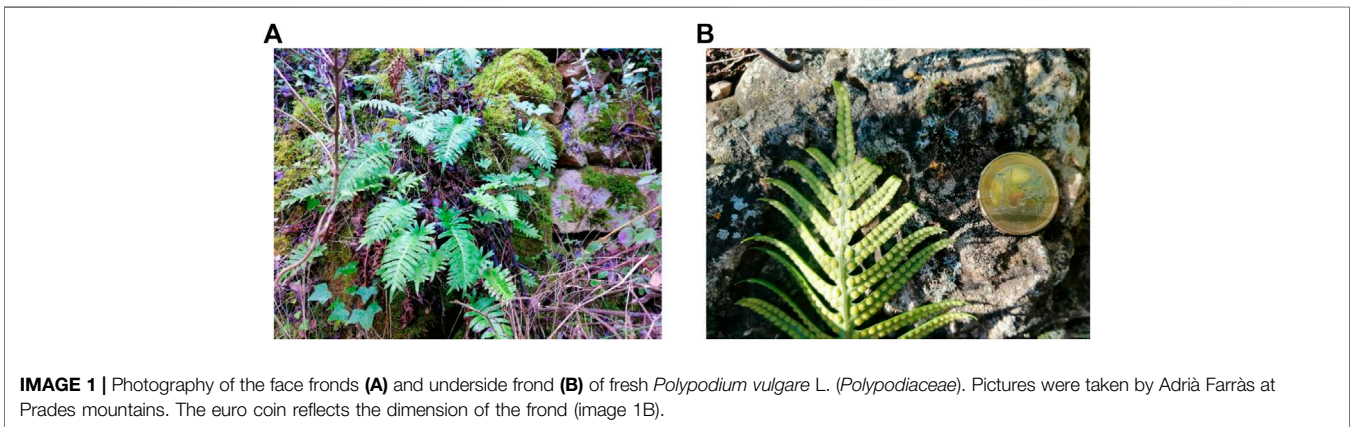 A
B
IMAGE 1 | Photography of the face fronds (A) and underside frond (B) of fresh Polypodium vulgare L. (Polypodiaceae). Pictures were taken by Adrià Farràs at
Prades mountains. The euro coin reflects the dimension of the frond (image 1B).